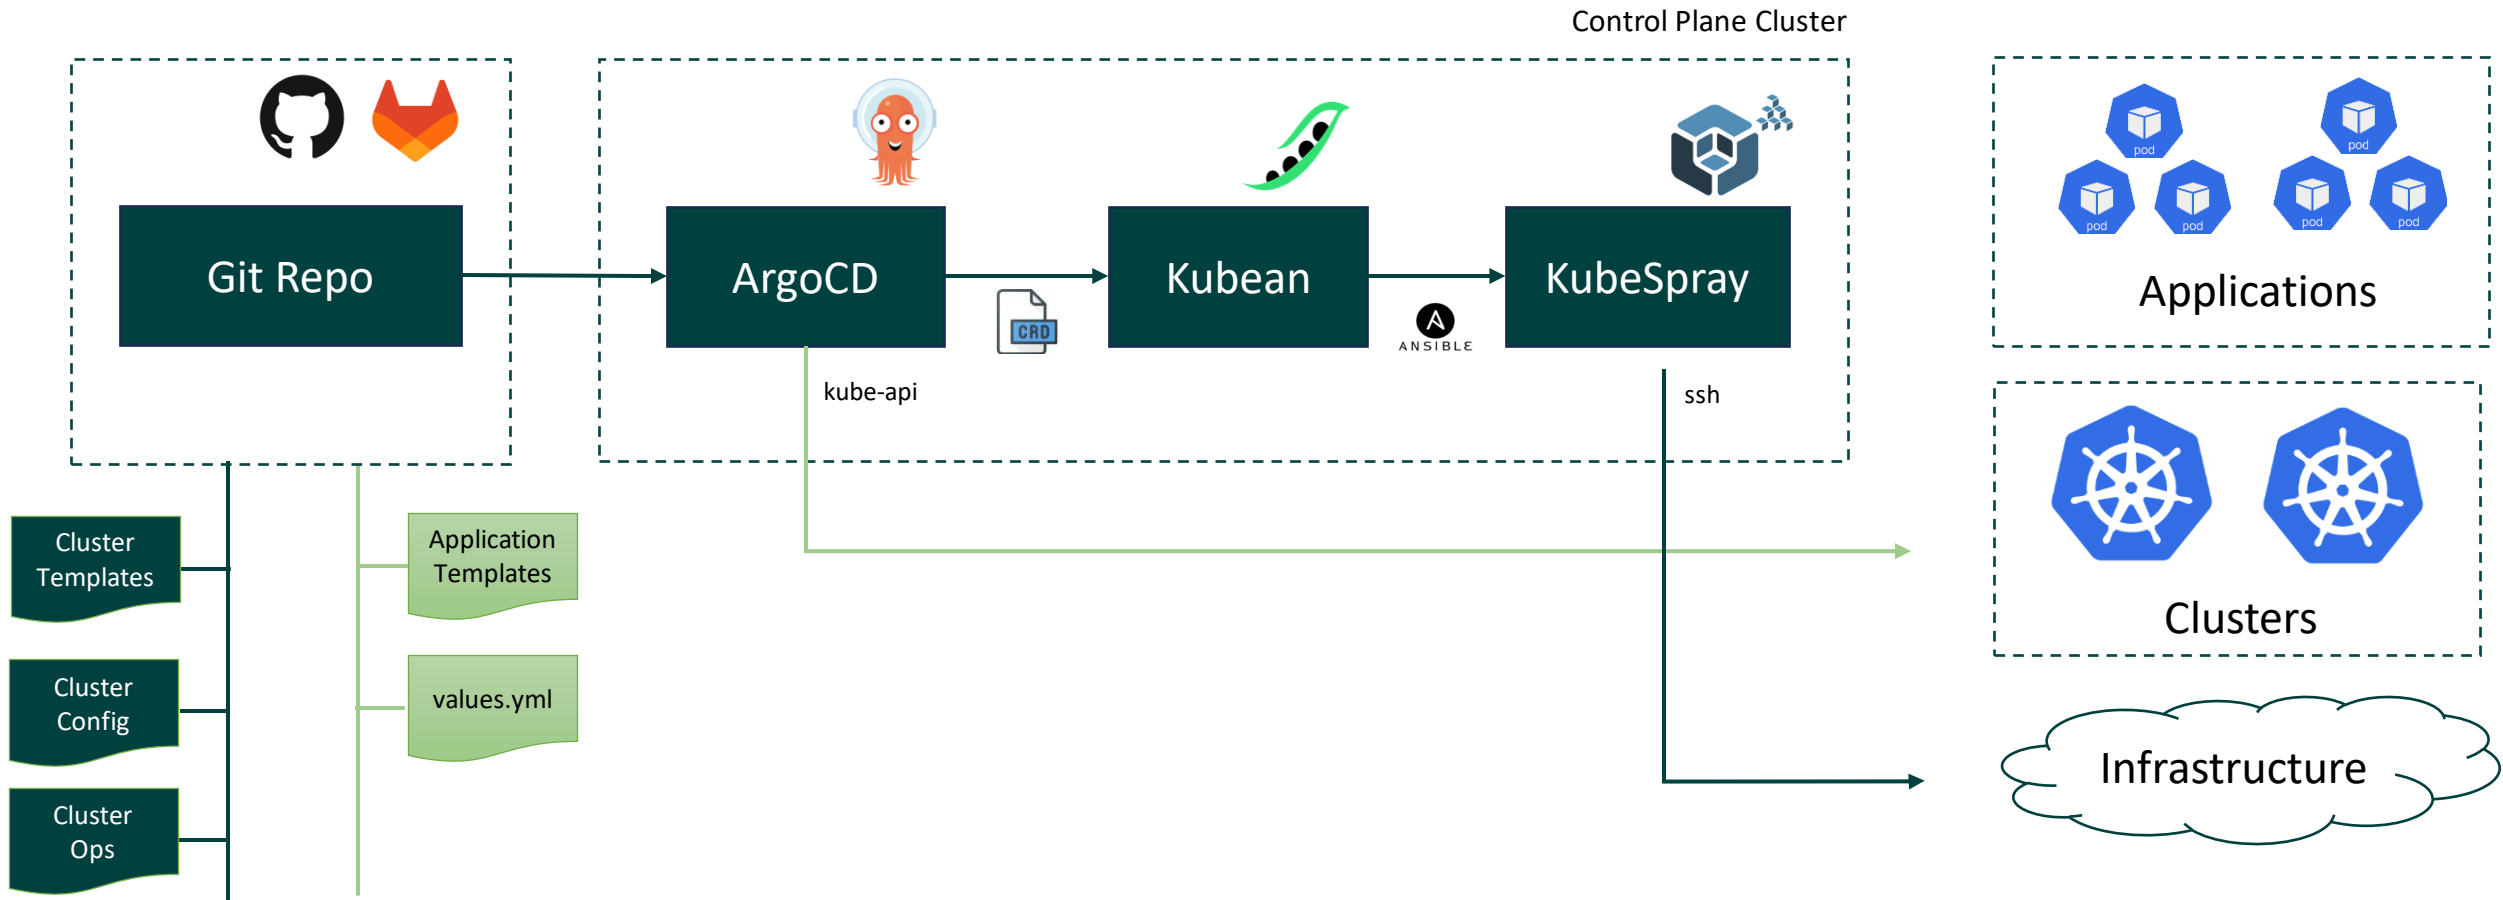 Control Plane Cluster
Git Repo
ArgoCD
Kubean
KubeSpray
CRD
ANSIBLE
kube-api
ssh
pod
pod
pod
pod
pod
pod
Applications
Clusters
Infrastructure
Cluster
Templates
Cluster
Config
Cluster
Ops
Application
Templates
values.yml